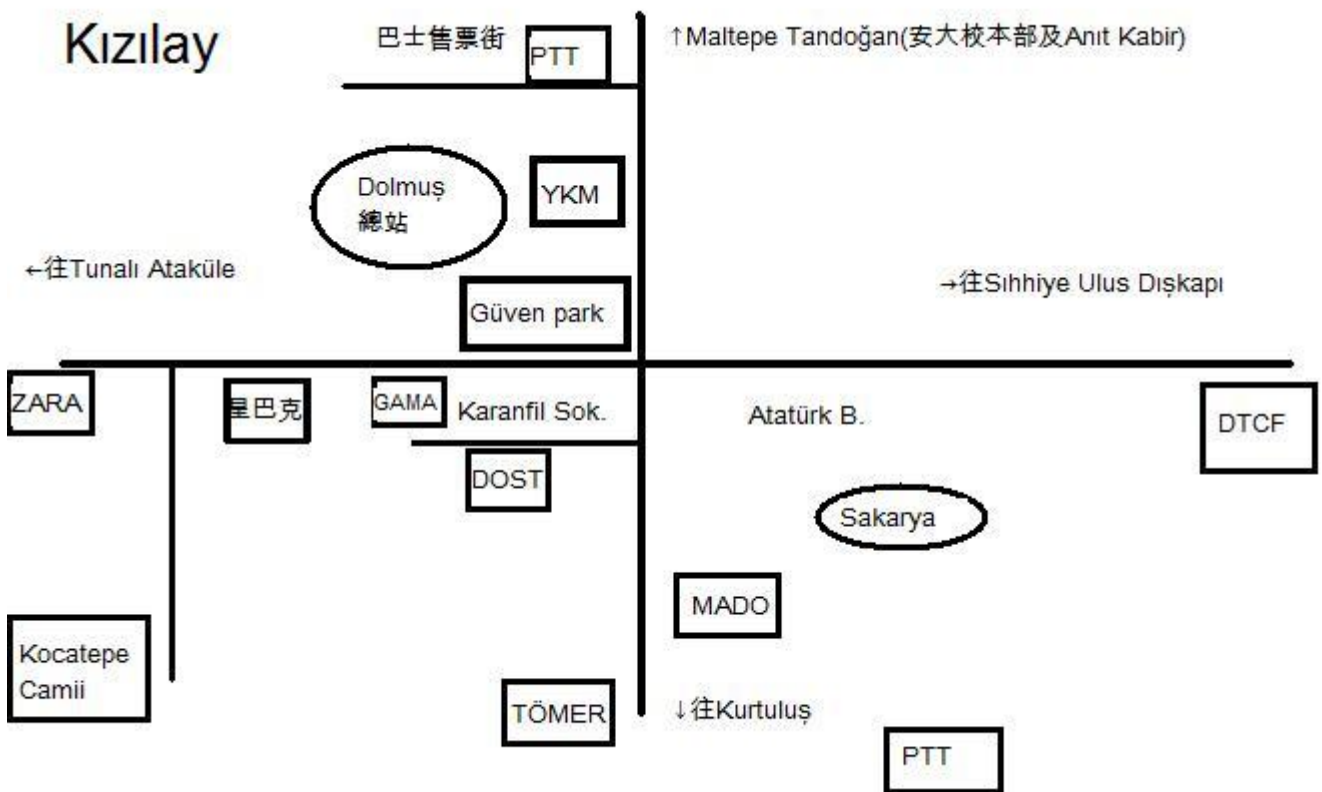 Kızılay
巴士售票街
PTT
↑Maltepe Tandoğan(安大校本部及Anıt Kabir)
Dolmuş
總站
YKM
←往Tunalı Ataküle
Güven park
→往Sıhhiye Ulus Dışkapı
ZARA
星巴克
GAMA
Karanfil Sok.
Atatürk B.
DTCF
DOST
Sakarya
MADO
Kocatepe
Camii
TÖMER
↓往Kurtuluş
PTT